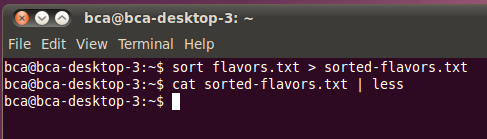 bca@bca-desktop-3: ~
File Edit View Terminal Help
bca@bca-desktop-3:~$ sort flavors.txt > sorted-flavors.txt
bca@bca-desktop-3:~$ cat sorted-flavors.txt | less
bca@bca-desktop-3:~$